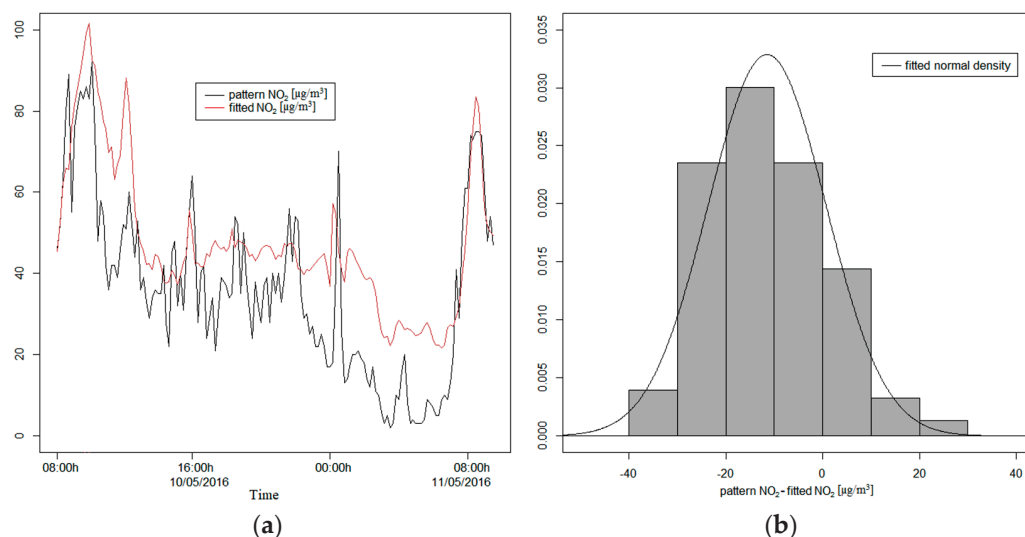 pattern NO₂ [µg/m³]
fitted NO₂ [µg/m³]
100
80
60
40
20
0
08:00h
16:00h
00:00h
08:00h
10/05/2016
11/05/2016
Time
(a)
fitted normal density
0.035
0.030
0.025
0.020
0.015
0.010
0.005
0.000
-40
-20
0
20
40
pattern NO₂-fitted NO₂ [µg/m³]
(b)